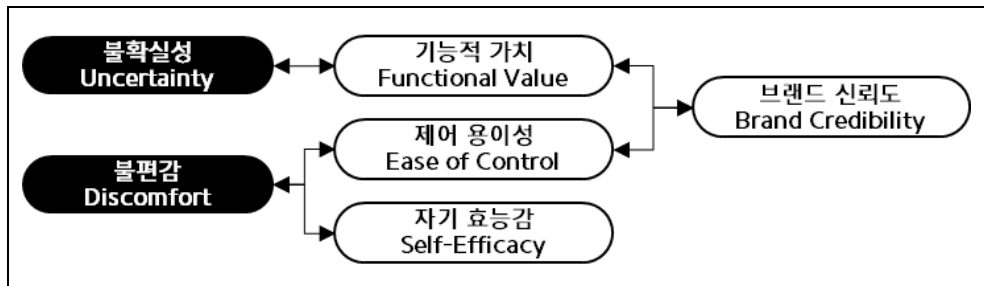 불확실성
Uncertainty
기능적 가치
Functional Value
브랜드 신뢰도
Brand Credibility
제어 용이성
Ease of Control
불편감
Discomfort
자기 효능감
Self-Efficacy